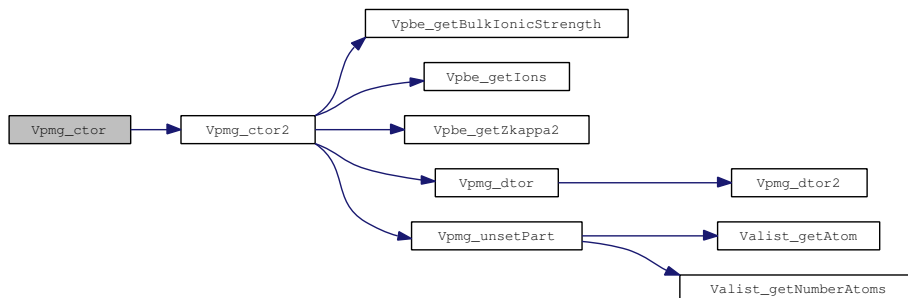 Vpbe_getBulkIonicStrength
Vpbe_getIons
Vpmg_ctor
Vpmg_ctor2
Vpbe_getZkappa2
Vpmg_dtor
Vpmg_dtor2
Vpmg_unsetPart
Valist_getAtom
Valist_getNumberAtoms